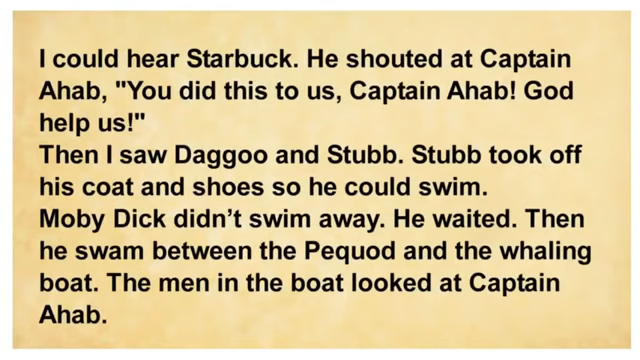 I could hear Starbuck. He shouted at Captain
Ahab, "You did this to us, Captain Ahab! God
help us!"
Then I saw Daggoo and Stubb. Stubb took off
his coat and shoes so he could swim.
Moby Dick didn’t swim away. He waited. Then
he swam between the Pequod and the whaling
boat. The men in the boat looked at Captain
Ahab.